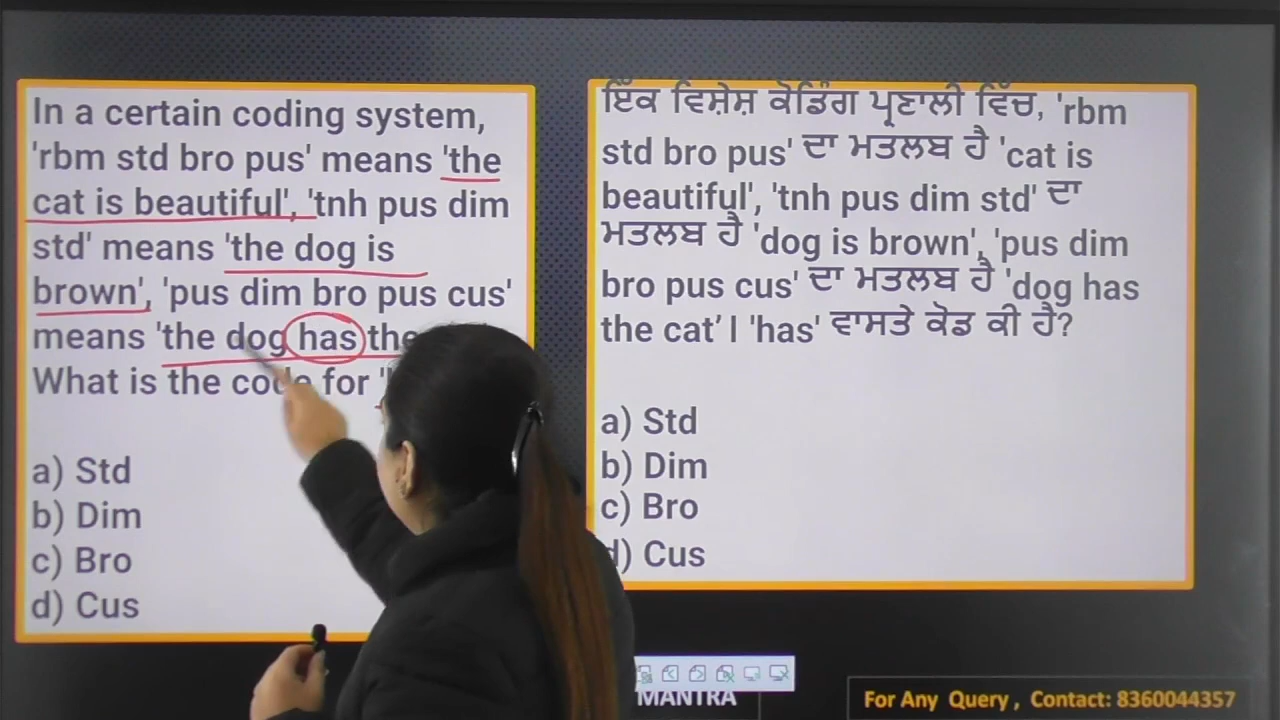 In a certain coding system,
'rbm std bro pus' means 'the
cat is beautiful', 'tnh pus dim
std' means 'the dog is
brown', 'pus dim bro pus cus'
means 'the dog has the
What is the code for '
a) Std
b) Dim
c) Bro
d) Cus
ਇੱਕ ਵਿਸ਼ੇਸ਼ ਕੋਡਿੰਗ ਪ੍ਰਣਾਲੀ ਵਿੱਚ, 'rbm
std bro pus' ਦਾ ਮਤਲਬ ਹੈ 'cat is
beautiful', 'tnh pus dim std' ਦਾ
ਮਤਲਬ ਹੈ 'dog is brown', 'pus dim
bro pus cus' ਦਾ ਮਤਲਬ ਹੈ 'dog has
the cat’ l 'has' ਵਾਸਤੇ ਕੋਡ ਕੀ ਹੈ?
a) Std
b) Dim
c) Bro
d) Cus
MANTRA
For Any Query , Contact: 8360044357